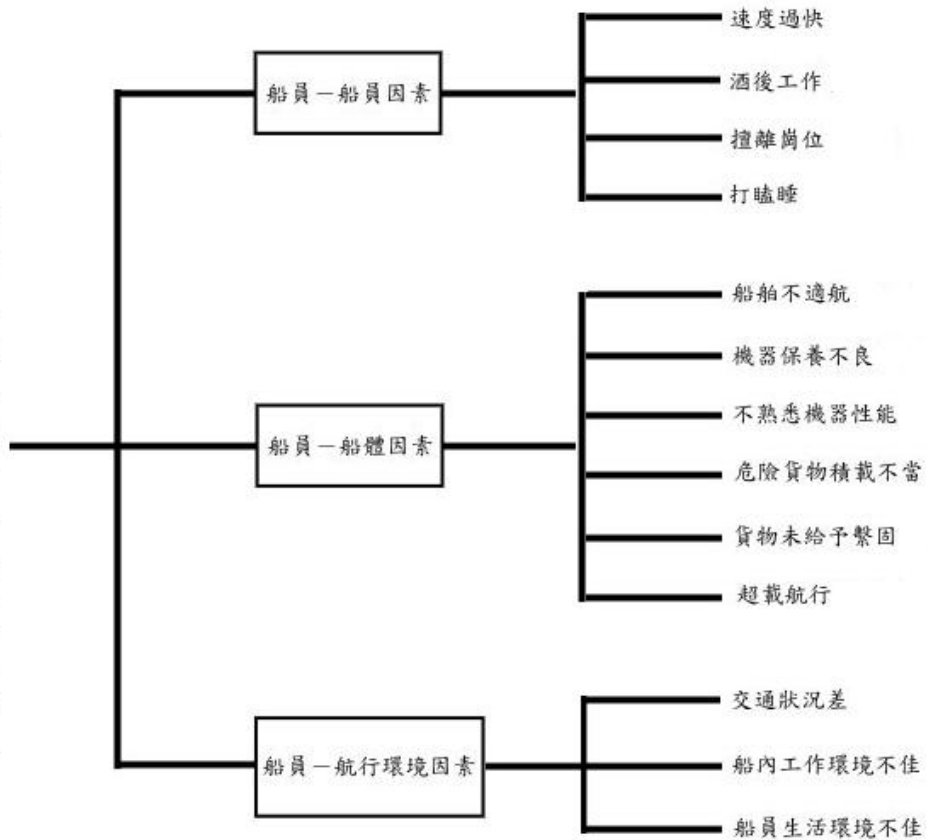 船員－船員因素
速度過快
酒後工作
擅離崗位
打瞌睡
船員－船體因素
船舶不適航
機器保養不良
不熟悉機器性能
危險貨物積載不當
貨物未給予繫固
超載航行
船員－航行環境因素
交通狀況差
船內工作環境不佳
船員生活環境不佳